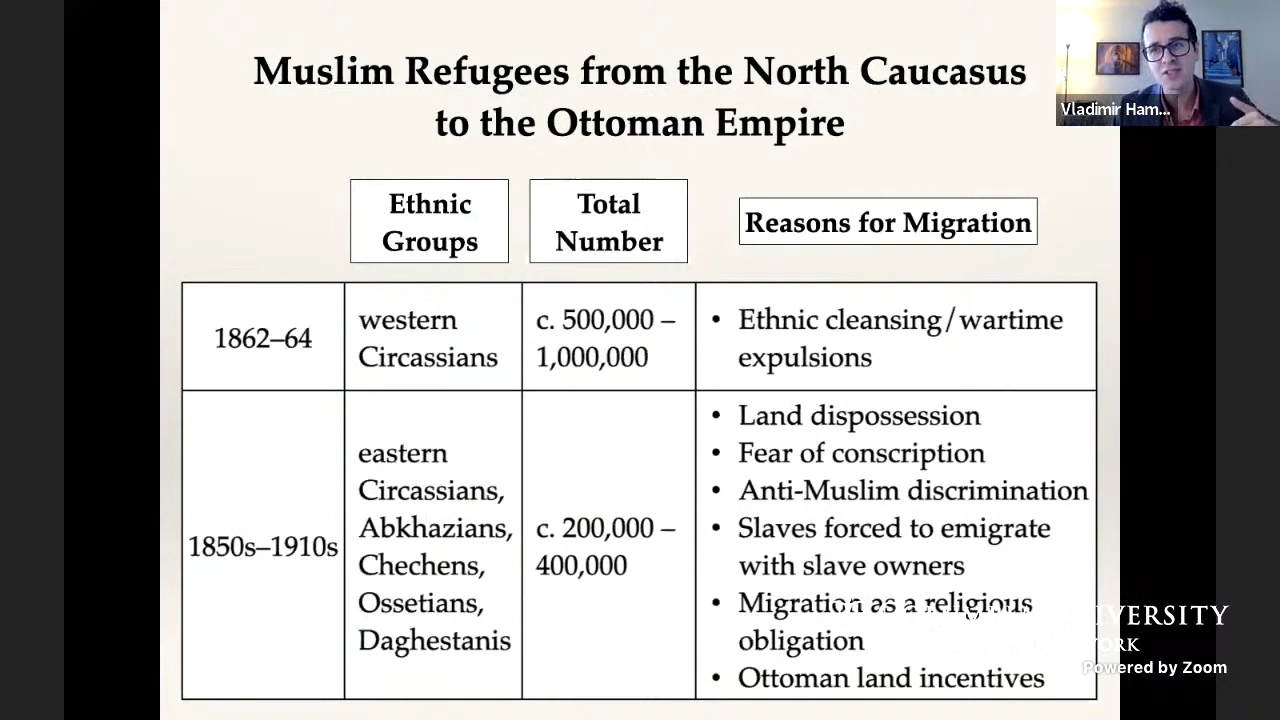 Muslim Refugees from the North Caucasus
to the Ottoman Empire
Vladimir Ham...
Ethnic
Groups
Total
Number
Reasons for Migration
1862–64
western
Circassians
c. 500,000 –
1,000,000
• Ethnic cleansing/wartime
expulsions
1850s–1910s
eastern
Circassians,
Abkhazians,
Chechens,
Ossetians,
Daghestanis
c. 200,000 –
400,000
• Land dispossession
• Fear of conscription
• Anti-Muslim discrimination
• Slaves forced to emigrate
with slave owners
• Migration as a religious
obligation
• Ottoman land incentives
Powered by Zoom